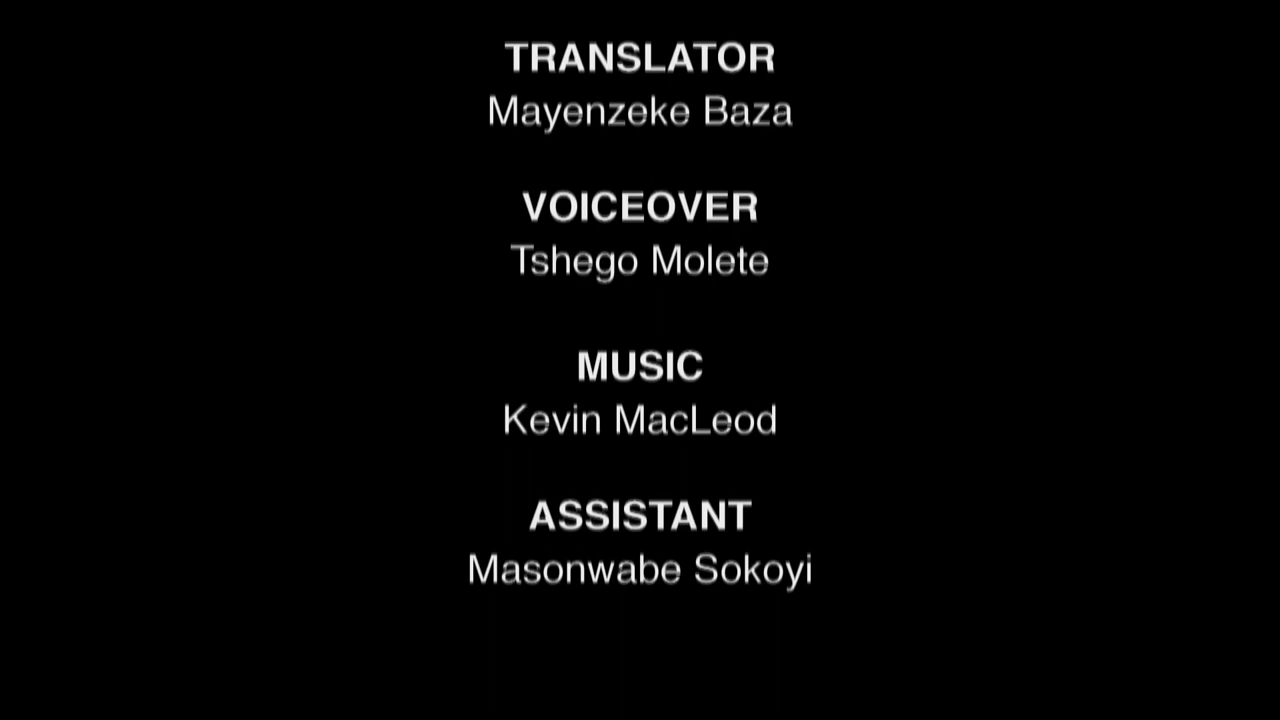 TRANSLATOR
Mayenzeke Baza
VOICEOVER
Tshego Molete
MUSIC
Kevin MacLeod
ASSISTANT
Masonwabe Sokoyi